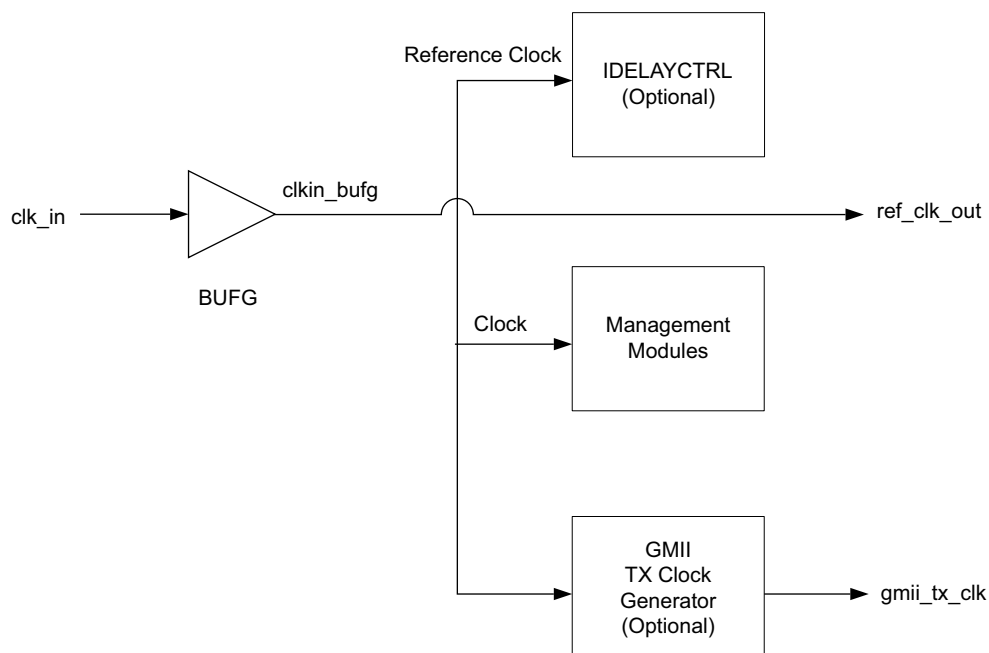 Reference Clock
IDELAYCTRL
(Optional)
clk_in
clkin_bufg
ref_clk_out
BUFG
Clock
Management
Modules
GMII
TX Clock
Generator
(Optional)
gmii_tx_clk